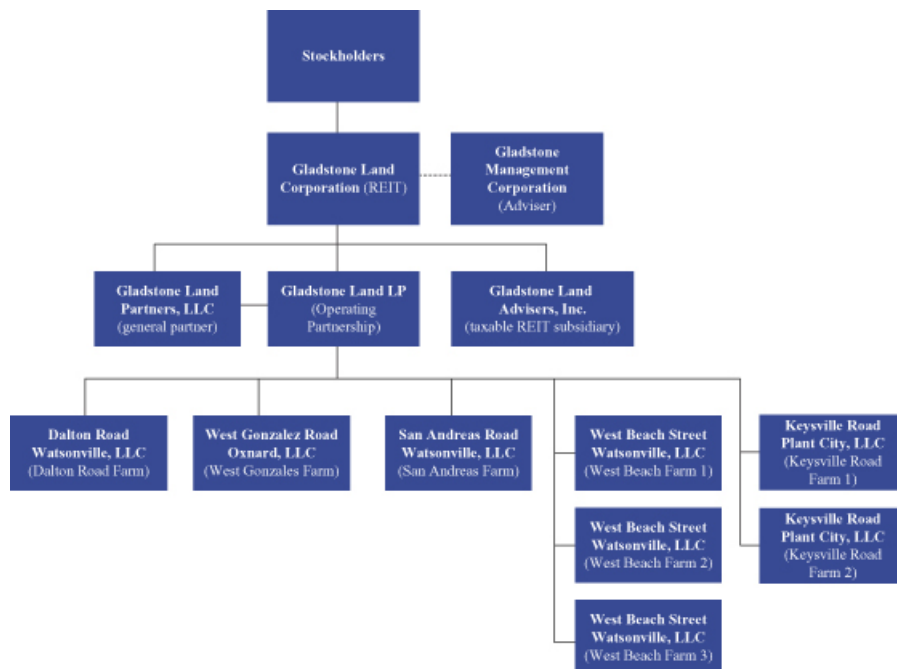 Stockholders
Gladstone Land
Corporation (REIT)
Gladstone
Management
Corporation
(Adviser)
Gladstone Land
Partners, LLC
(general partner)
Gladstone Land LP
(Operating
Partnership)
Gladstone Land
Advisers, Inc.
(taxable REIT subsidiary)
Dalton Road
Watsonville, LLC
(Dalton Road Farm)
West Gonzalez Road
Oxnard, LLC
(West Gonzales Farm)
San Andreas Road
Watsonville, LLC
(San Andreas Farm)
West Beach Street
Watsonville, LLC
(West Beach Farm 1)
Keysville Road
Plant City, LLC
(Keysville Road
Farm 1)
West Beach Street
Watsonville, LLC
(West Beach Farm 2)
Keysville Road
Plant City, LLC
(Keysville Road
Farm 2)
West Beach Street
Watsonville, LLC
(West Beach Farm 3)